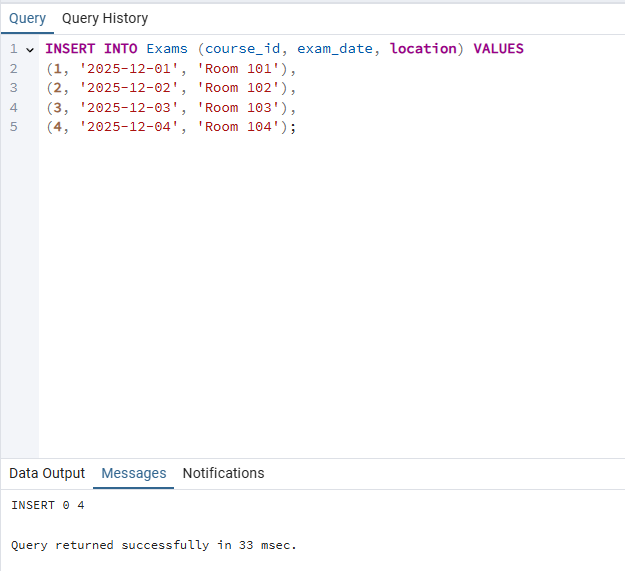 Query Query History
1 INSERT INTO Exams (course_id, exam_date, location) VALUES
2 (1, '2025-12-01', 'Room 101'),
3 (2, '2025-12-02', 'Room 102'),
4 (3, '2025-12-03', 'Room 103'),
5 (4, '2025-12-04', 'Room 104');
Data Output Messages Notifications
INSERT 0 4
Query returned successfully in 33 msec.